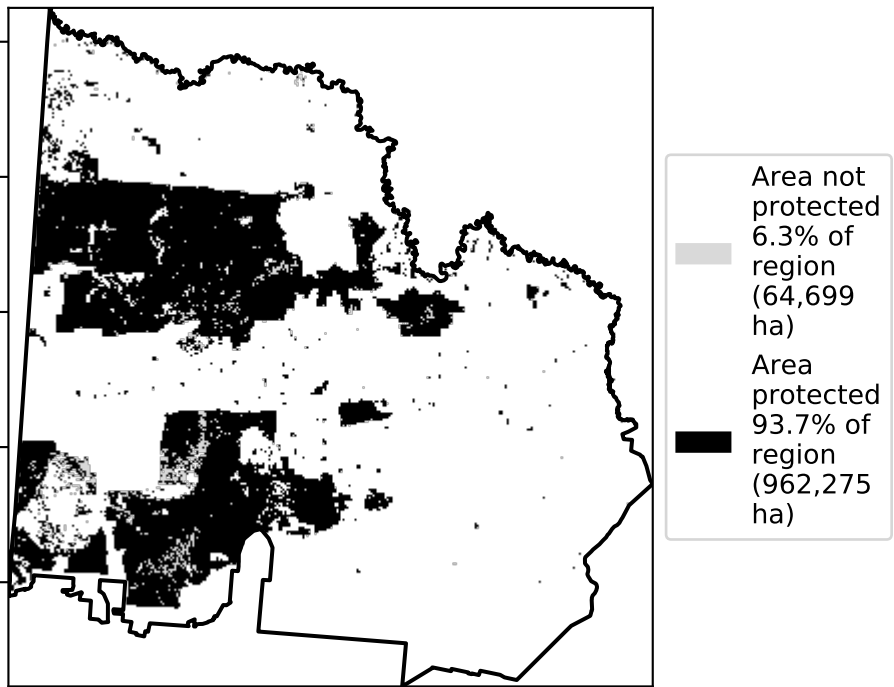 Area not
protected
6.3% of
region
(64,699
ha)
Area
protected
93.7% of
region
(962,275
ha)